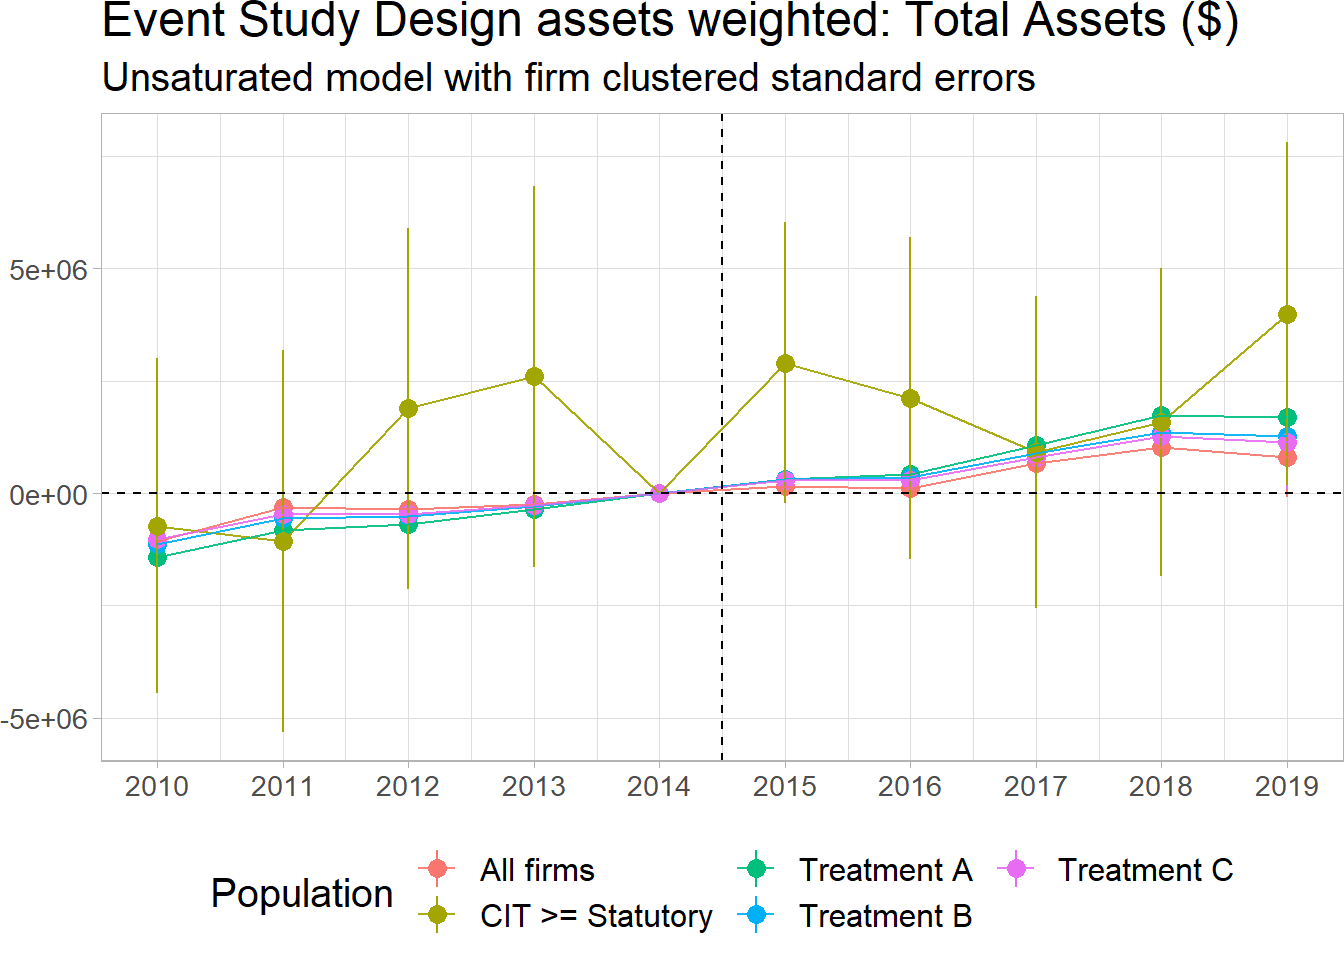 Event Study Design assets weighted: Total Assets ($)
Unsaturated model with firm clustered standard errors
5e+06
0e+00
-5e+06
2010 2011 2012 2013 2014 2015 2016 2017 2018 2019
Population
All firms Treatment A Treatment C
CIT >= Statutory Treatment B